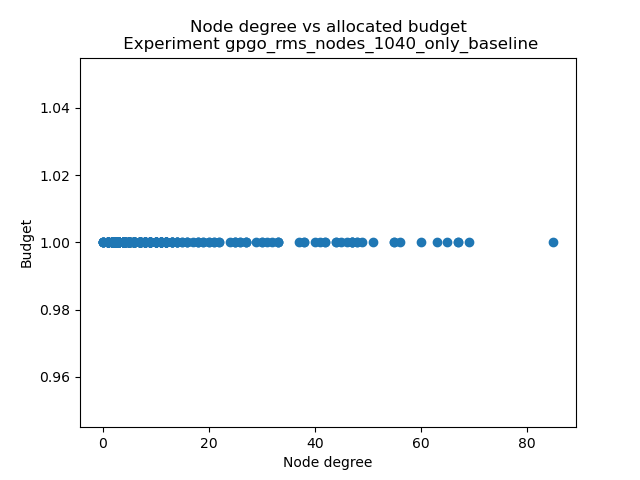 Node degree vs allocated budget
Experiment gpgo_rms_nodes_1040_only_baseline
1.04
1.02
1.00
0.98
0.96
Budget
0
20
40
60
80
Node degree